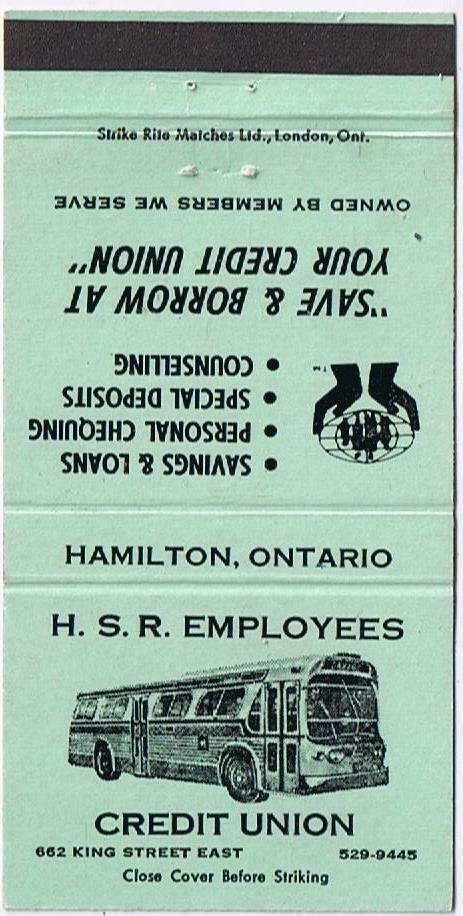 Strike Rite Matches Ltd., London, Ont.
OWNED BY MEMBERS WE SERVE
"SAVE & BORROW AT
YOUR CREDIT UNION"
• SAVINGS & LOANS
• PERSONAL CHEQUING
• SPECIAL DEPOSITS
• COUNSELLING
TM
HAMILTON, ONTARIO
H. S. R. EMPLOYEES
CREDIT UNION
662 KING STREET EAST 529-9445
Close Cover Before Striking